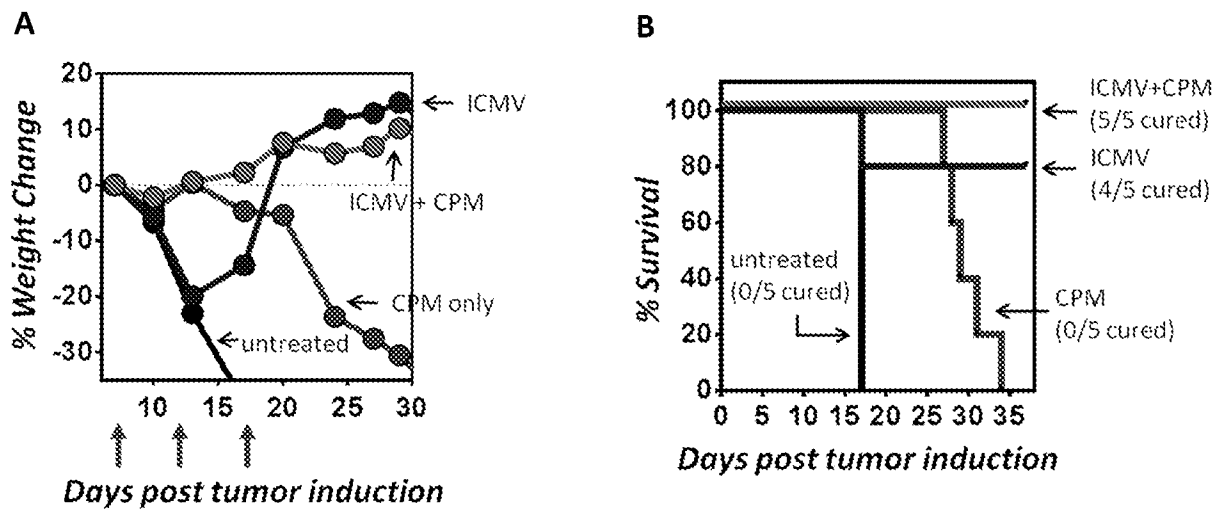 A
% Weight Change
20
10
0
-10
-20
-30
ICMV
ICMV + CPM
CPM only
untreated
10 15 20 25 30
Days post tumor induction
B
% Survival
100
80
60
40
20
0
ICMV+CPM
(5/5 cured)
ICMV
(4/5 cured)
untreated
(0/5 cured)
CPM
(0/5 cured)
0 5 10 15 20 25 30 35
Days post tumor induction